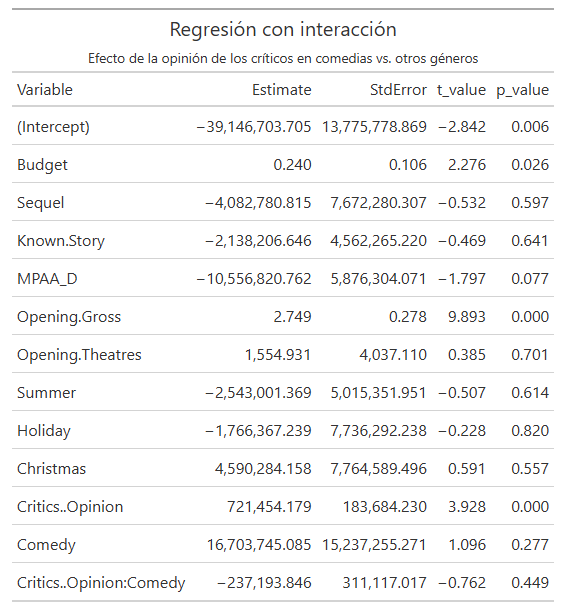 Regresión con interacción
Efecto de la opinión de los críticos en comedias vs. otros géneros
Variable Estimate StdError t_value p_value
(Intercept) −39,146,703.705 13,775,778.869 −2.842 0.006
Budget 0.240 0.106 2.276 0.026
Sequel −4,082,780.815 7,672,280.307 −0.532 0.597
Known.Story −2,138,206.646 4,562,265.220 −0.469 0.641
MPAA_D −10,556,820.762 5,876,304.071 −1.797 0.077
Opening.Gross 2.749 0.278 9.893 0.000
Opening.Theatres 1,554.931 4,037.110 0.385 0.701
Summer −2,543,001.369 5,015,351.951 −0.507 0.614
Holiday −1,766,367.239 7,736,292.238 −0.228 0.820
Christmas 4,590,284.158 7,764,589.496 0.591 0.557
Critics..Opinion 721,454.179 183,684.230 3.928 0.000
Comedy 16,703,745.085 15,237,255.271 1.096 0.277
Critics..Opinion:Comedy −237,193.846 311,117.017 −0.762 0.449